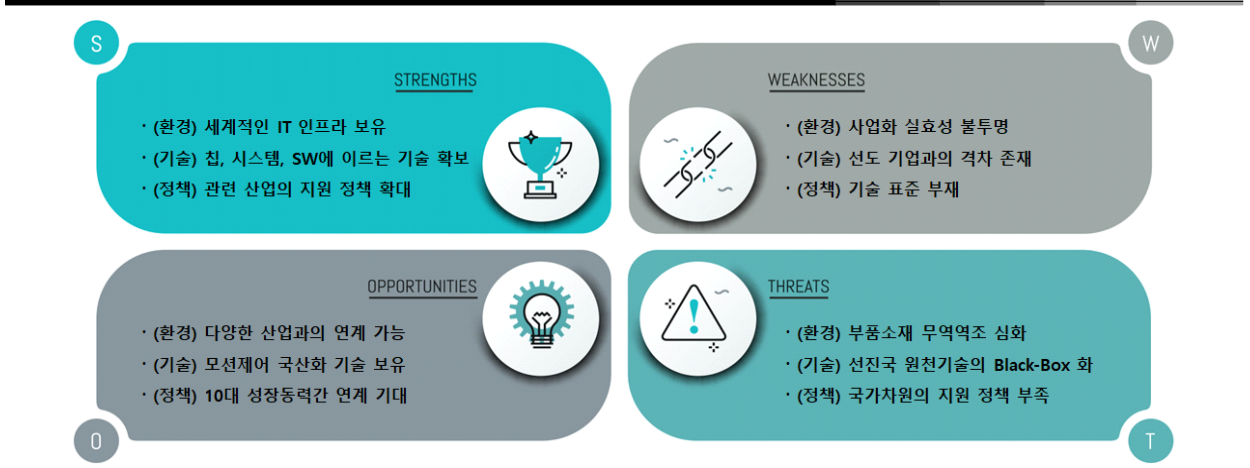 S
STRENGTHS
· (환경) 세계적인 IT 인프라 보유
· (기술) 칩, 시스템, SW에 이르는 기술 확보
· (정책) 관련 산업의 지원 정책 확대
W
WEAKNESSES
· (환경) 사업화 실효성 불투명
· (기술) 선도 기업과의 격차 존재
· (정책) 기술 표준 부재
OPPORTUNITIES
· (환경) 다양한 산업과의 연계 가능
· (기술) 모션제어 국산화 기술 보유
· (정책) 10대 성장동력간 연계 기대
O
THREATS
· (환경) 부품소재 무역역조 심화
· (기술) 선진국 원천기술의 Black-Box 화
· (정책) 국가차원의 지원 정책 부족
T